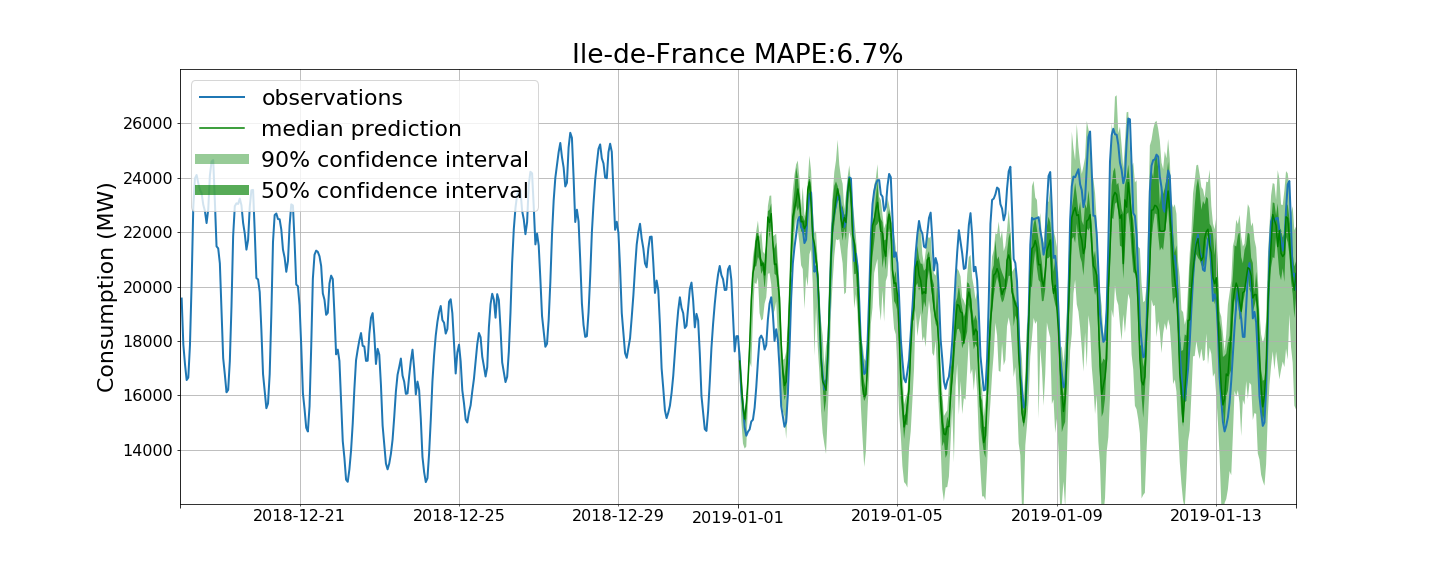 Ile-de-France MAPE:6.7%
observations
median prediction
90% confidence interval
50% confidence interval
Consumption (MW)
26000
24000
22000
20000
18000
16000
14000
2018-12-21 2018-12-25 2018-12-29 2019-01-01 2019-01-05 2019-01-09 2019-01-13